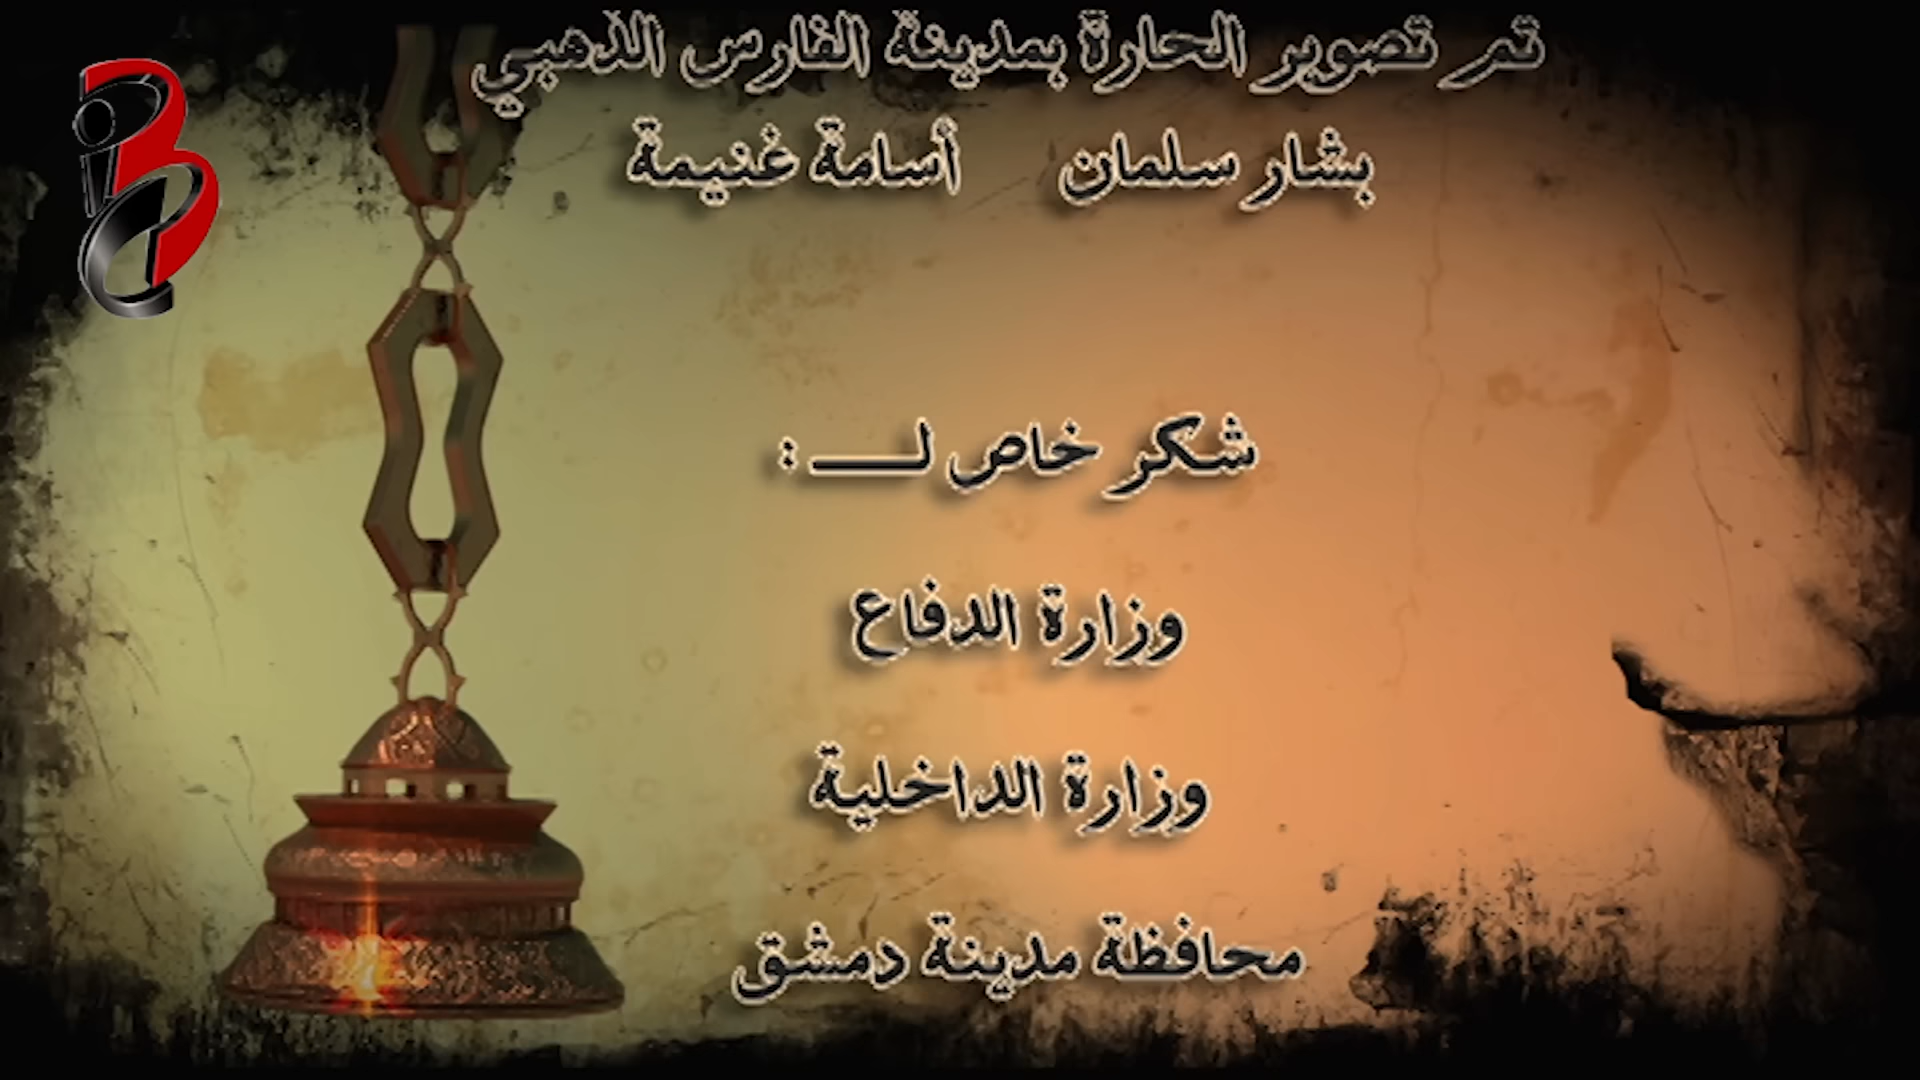 تم تصوير الحارة بمدينة الفارس الذهبي
بشار سلمان أسامة غنيمة
شكر خاص لـــــ :
وزارة الدفاع
وزارة الداخلية
محافظة مدينة دمشق